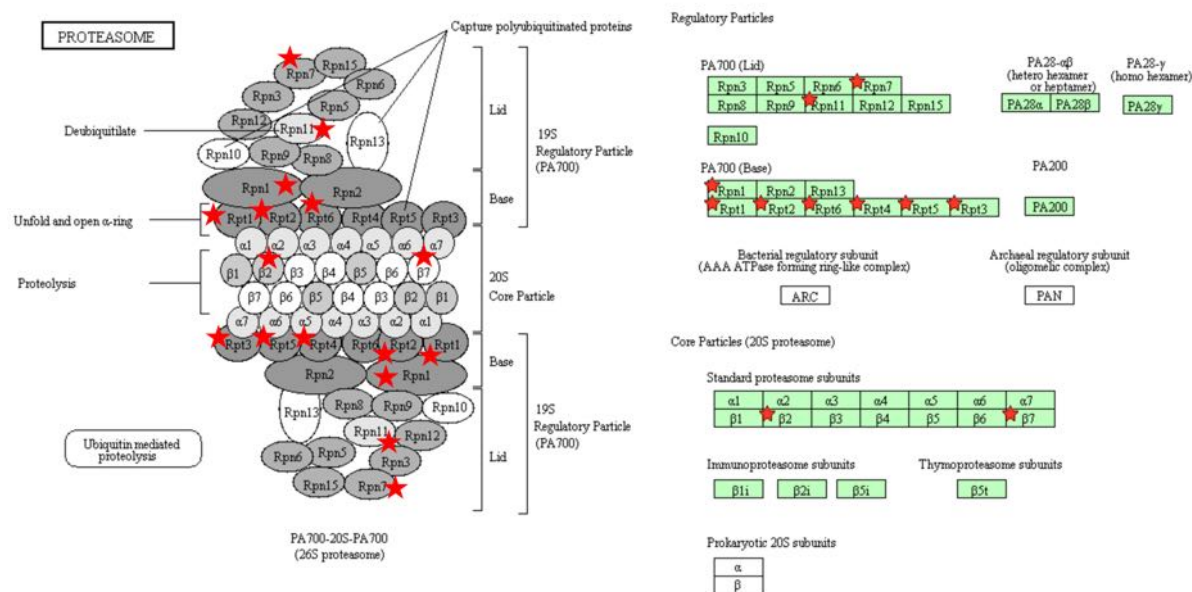 PROTEASOME
Capture polyubiquitinated proteins
Rpn7
Rpn15
Rpn6
Rpn3
Rpn5
Lid
Rpn12
Deubiquitilate
Rpn11
Rpn13
19S
Regulatory Particle
(PA700)
Rpn10
Rpn9
Rpn8
Rpn1
Rpn2
Base
Unfold and open α-ring
Rpt1
Rpt2
Rpt6
Rpt4
Rpt5
Rpt3
α1 α2 α3 α4 α5 α6 α7
β1 β2 β3 β4 β5 β6 β7
20S
Core Particle
Proteolysis
β7 β6 β5 β4 β3 β2 β1
α7 α6 α5 α4 α3 α2 α1
Rpt3 Rpt5 Rpt4 Rpt6 Rpt2 Rpt1
Base
Rpn2
Rpn1
Rpn13
Rpn8
Rpn9
Rpn10
19S
Regulatory Particle
(PA700)
Rpn11
Rpn12
Ubiquitin mediated
proteolysis
Rpn6
Rpn5
Rpn3
Lid
Rpn15
Rpn7
PA700-20S-PA700
(26S proteasome)
Regulatory Particles
PA700 (Lid)
Rpn3 Rpn5 Rpn6 Rpn7
Rpn8 Rpn9 Rpn11 Rpn12 Rpn15
Rpn10
PA28-αβ
(hetero hexamer
or heptamer)
PA28α PA28β
PA28-γ
(homo hexamer)
PA28γ
PA700 (Base)
Rpn1 Rpn2 Rpn13
Rpt1 Rpt2 Rpt6 Rpt4 Rpt5 Rpt3
PA200
PA200
Bacterial regulatory subunit
(AAA ATPase forming ring-like complex)
ARC
Archaeal regulatory subunit
(oligomelic complex)
PAN
Core Particles (20S proteasome)
Standard proteasome subunits
α1 α2 α3 α4 α5 α6 α7
β1 β2 β3 β4 β5 β6 β7
Immunoproteasome subunits
β1i β2i β5i
Thymoproteasome subunits
β5t
Prokaryotic 20S subunits
α
β